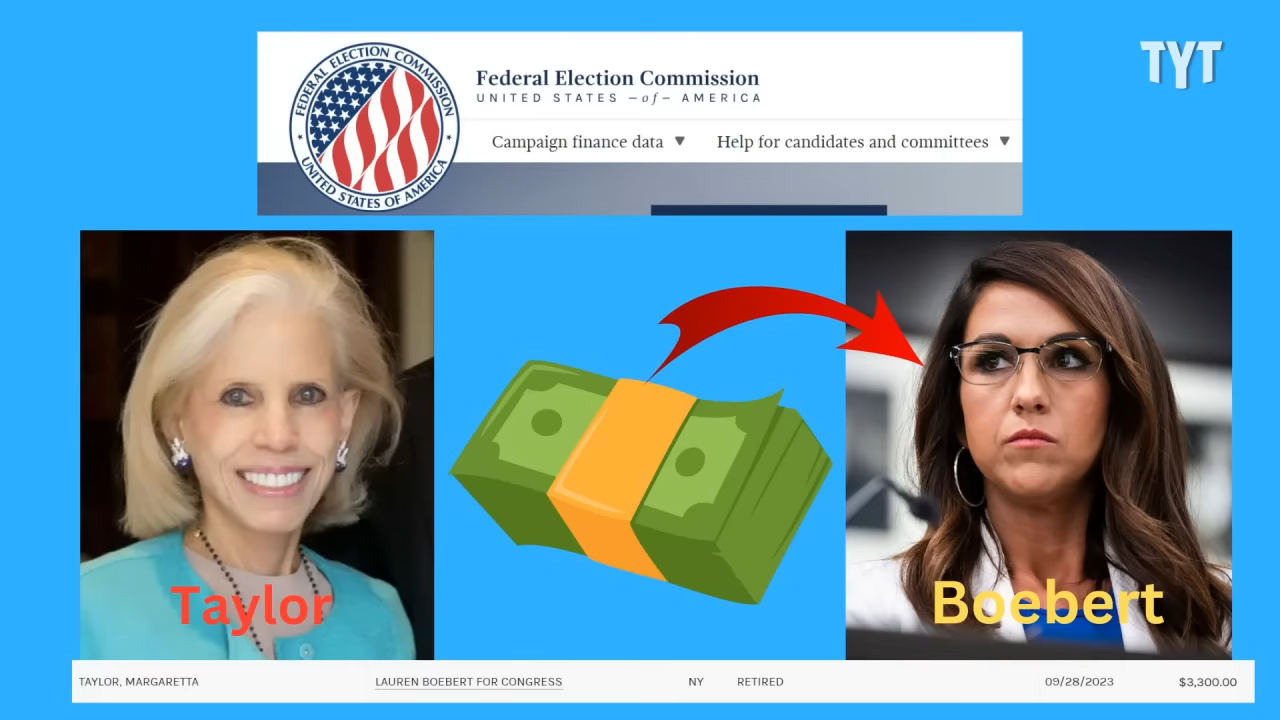 TYT
FEDERAL ELECTION COMMISSION
UNITED STATES OF AMERICA
Federal Election Commission
UNITED STATES —of— AMERICA
Campaign finance data ▼ Help for candidates and committees ▼
Taylor
Boebert
TAYLOR, MARGARETTA LAUREN BOEBERT FOR CONGRESS NY RETIRED 09/28/2023 $3,300.00